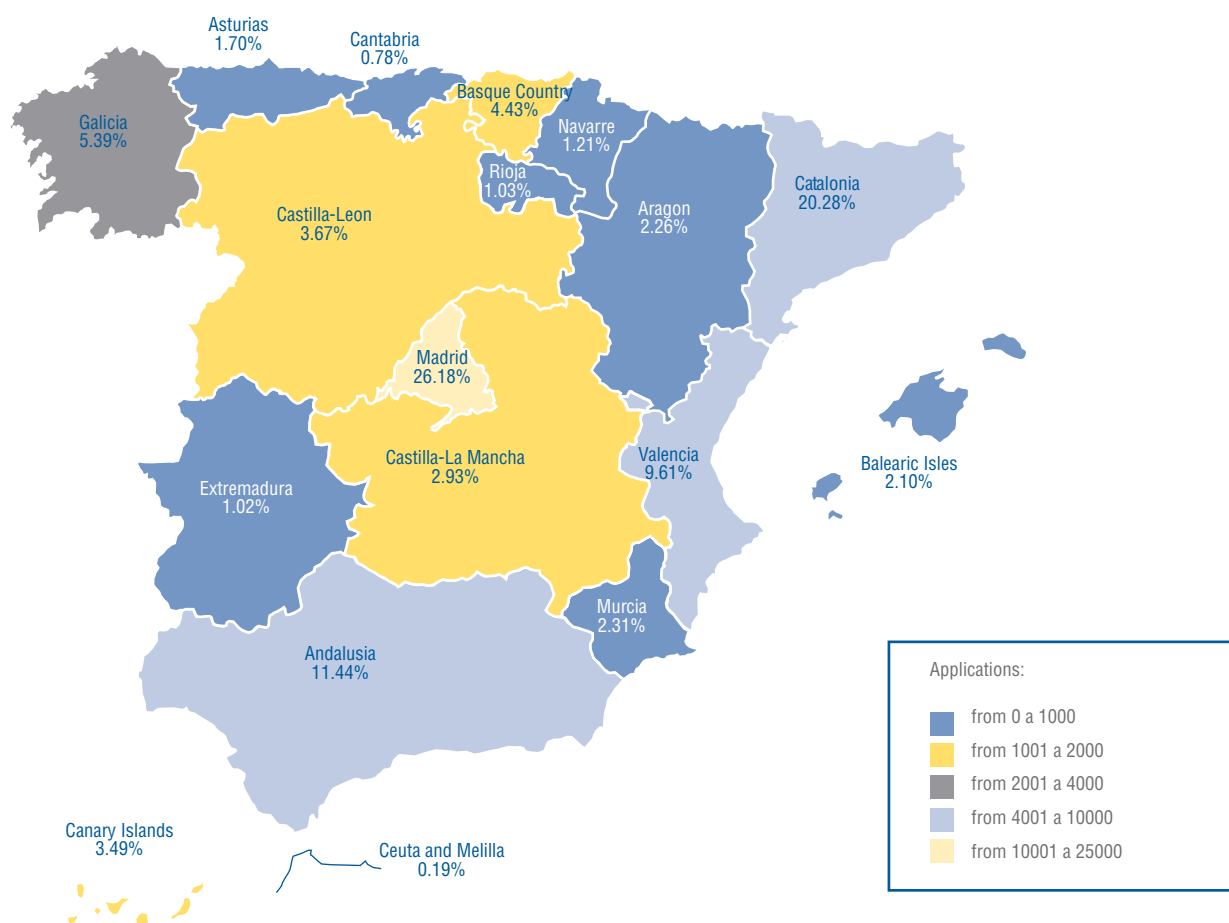 Asturias
1.70%
Cantabria
0.78%
Basque Country
4.43%
Galicia
5.39%
Navarre
1.21%
Rioja
1.03%
Catalonia
20.28%
Castilla-Leon
3.67%
Aragon
2.26%
Madrid
26.18%
Castilla-La Mancha
2.93%
Valencia
9.61%
Balearic Isles
2.10%
Extremadura
1.02%
Murcia
2.31%
Andalusia
11.44%
Canary Islands
3.49%
Ceuta and Melilla
0.19%
Applications:
from 0 a 1000
from 1001 a 2000
from 2001 a 4000
from 4001 a 10000
from 10001 a 25000